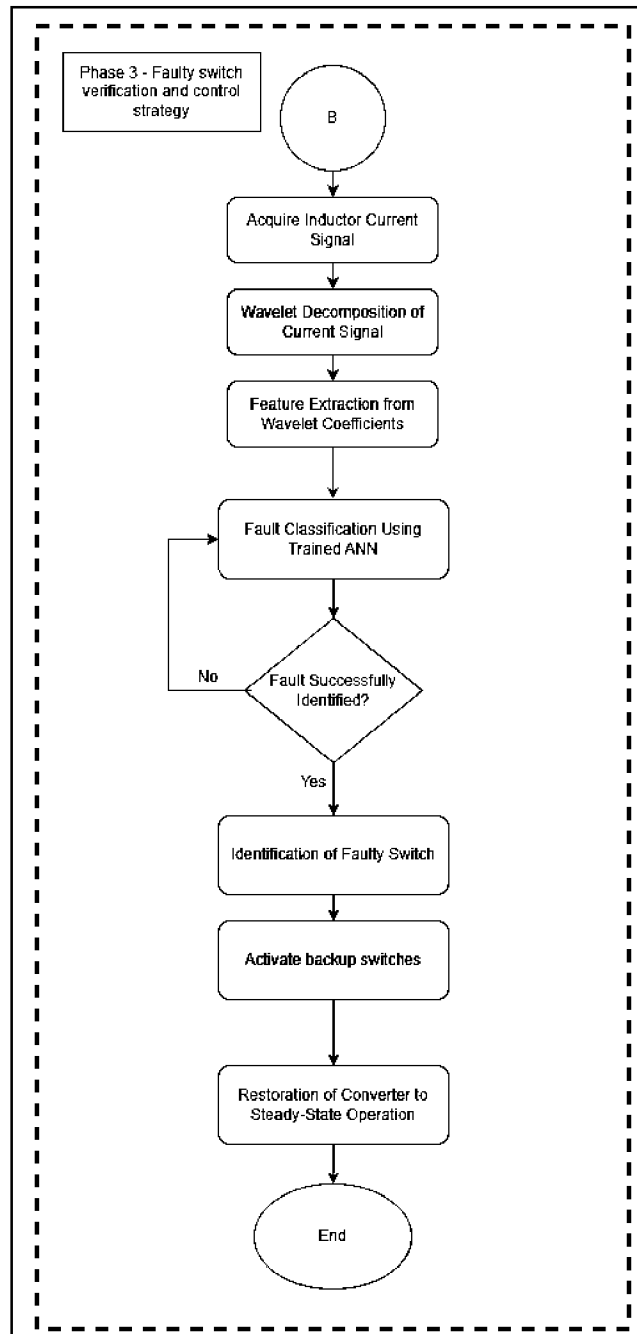 Phase 3 - Faulty switch
verification and control
strategy
B
Acquire Inductor Current
Signal
Wavelet Decomposition of
Current Signal
Feature Extraction from
Wavelet Coefficients
Fault Classification Using
Trained ANN
No
Fault Successfully
Identified?
Yes
Identification of Faulty Switch
Activate backup switches
Restoration of Converter to
Steady-State Operation
End